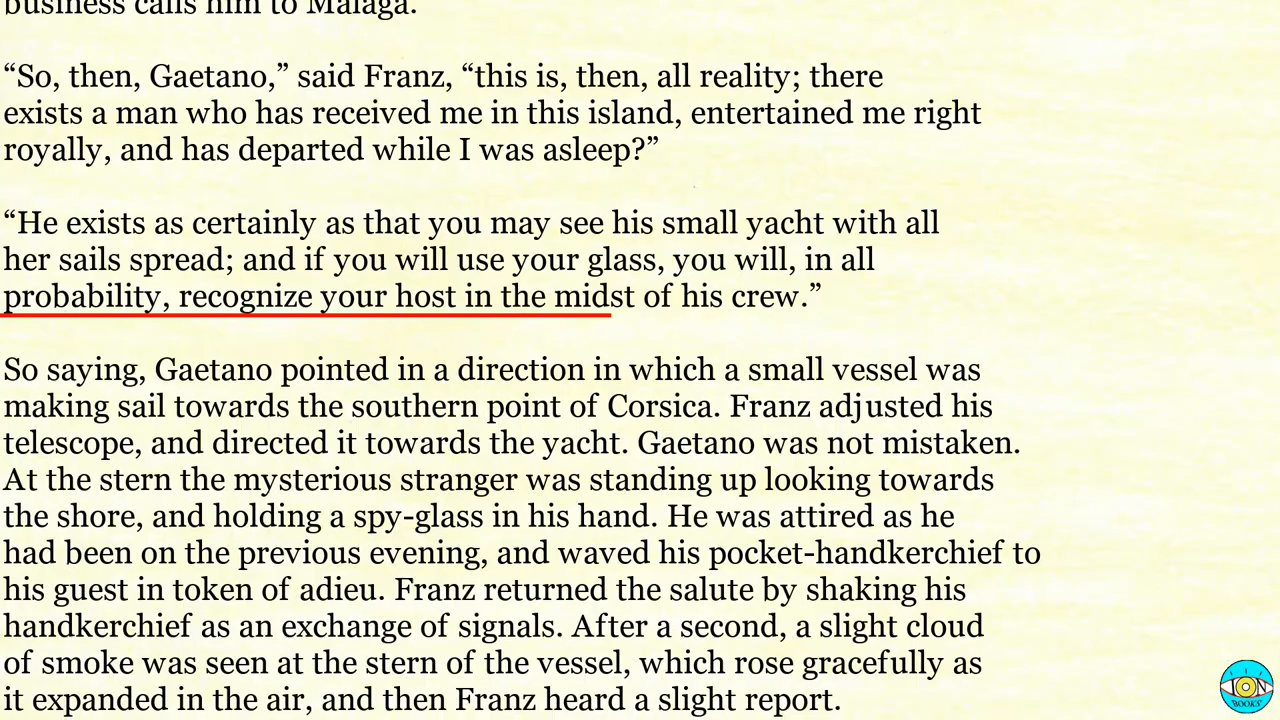 business calls him to Malaga.
“So, then, Gaetano,” said Franz, “this is, then, all reality; there
exists a man who has received me in this island, entertained me right
royally, and has departed while I was asleep?”
“He exists as certainly as that you may see his small yacht with all
her sails spread; and if you will use your glass, you will, in all
probability, recognize your host in the midst of his crew.”
So saying, Gaetano pointed in a direction in which a small vessel was
making sail towards the southern point of Corsica. Franz adjusted his
telescope, and directed it towards the yacht. Gaetano was not mistaken.
At the stern the mysterious stranger was standing up looking towards
the shore, and holding a spy-glass in his hand. He was attired as he
had been on the previous evening, and waved his pocket-handkerchief to
his guest in token of adieu. Franz returned the salute by shaking his
handkerchief as an exchange of signals. After a second, a slight cloud
of smoke was seen at the stern of the vessel, which rose gracefully as
it expanded in the air, and then Franz heard a slight report.
ION
BOOKS